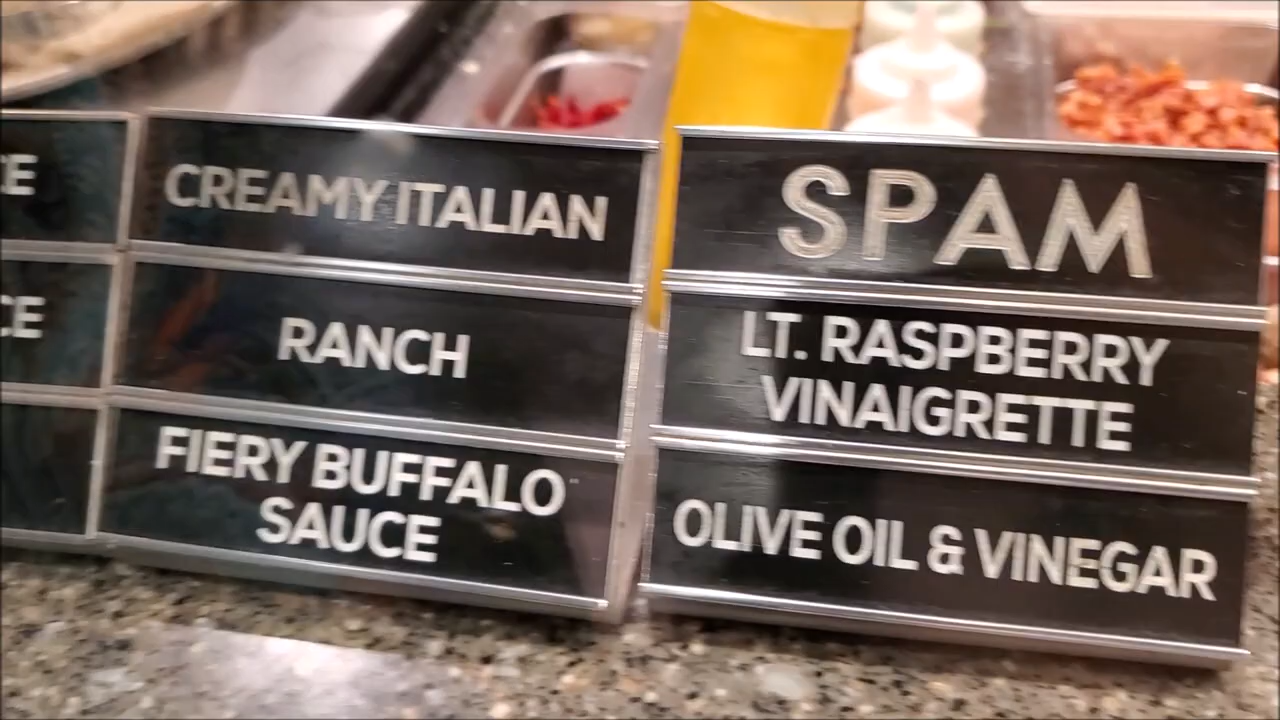 CREAMY ITALIAN
RANCH
FIERY BUFFALO
SAUCE
SPAM
LT. RASPBERRY
VINAIGRETTE
OLIVE OIL & VINEGAR